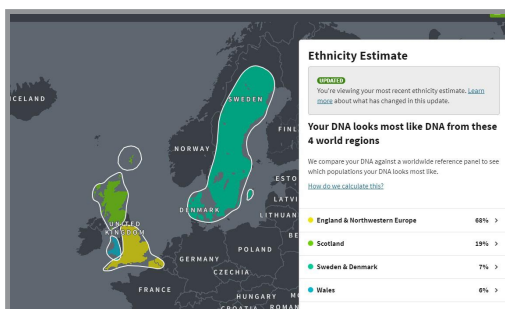 ICELAND
SWEDEN
NORWAY
FINL
ESTO
LATVI
DENMARK
LITHUAN
UNITED
KINGDOM
BE
POLAND
GERMANY
CZECHIA
FRANCE
HUNGARY
M
CROATIA
ROMAN
Ethnicity Estimate
UPDATED
You're viewing your most recent ethnicity estimate. Learn
more about what has changed in this update.
Your DNA looks most like DNA from these
4 world regions
We compare your DNA against a worldwide reference panel to see
which populations your DNA looks most like.
How do we calculate this?
England & Northwestern Europe 68% >
Scotland 19% >
Sweden & Denmark 7% >
Wales 6% >